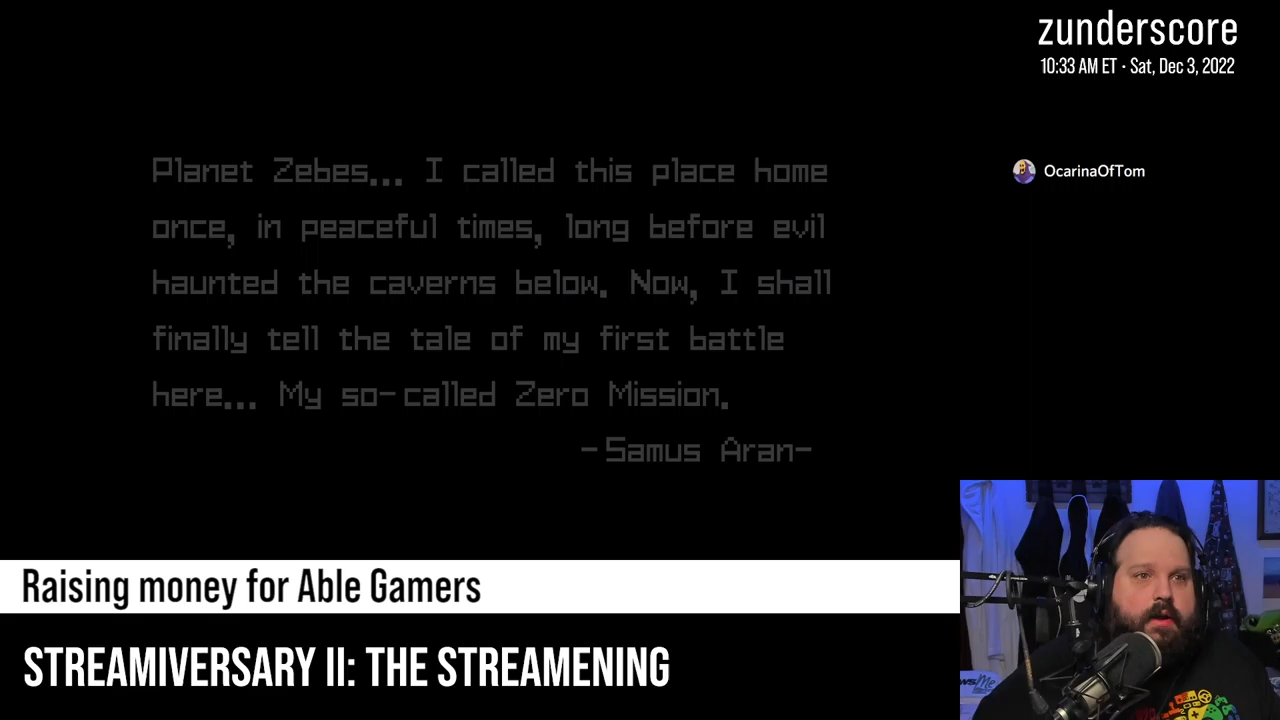 zunderscore
10:33 AM ET · Sat, Dec 3, 2022
Planet Zebes... I called this place home
once, in peaceful times, long before evil
haunted the caverns below. Now, I shall
finally tell the tale of my first battle
here... My so-called Zero Mission.
-Samus Aran-
OcarinaOfTom
Raising money for Able Gamers
STREAMIVERSARY II: THE STREAMENING